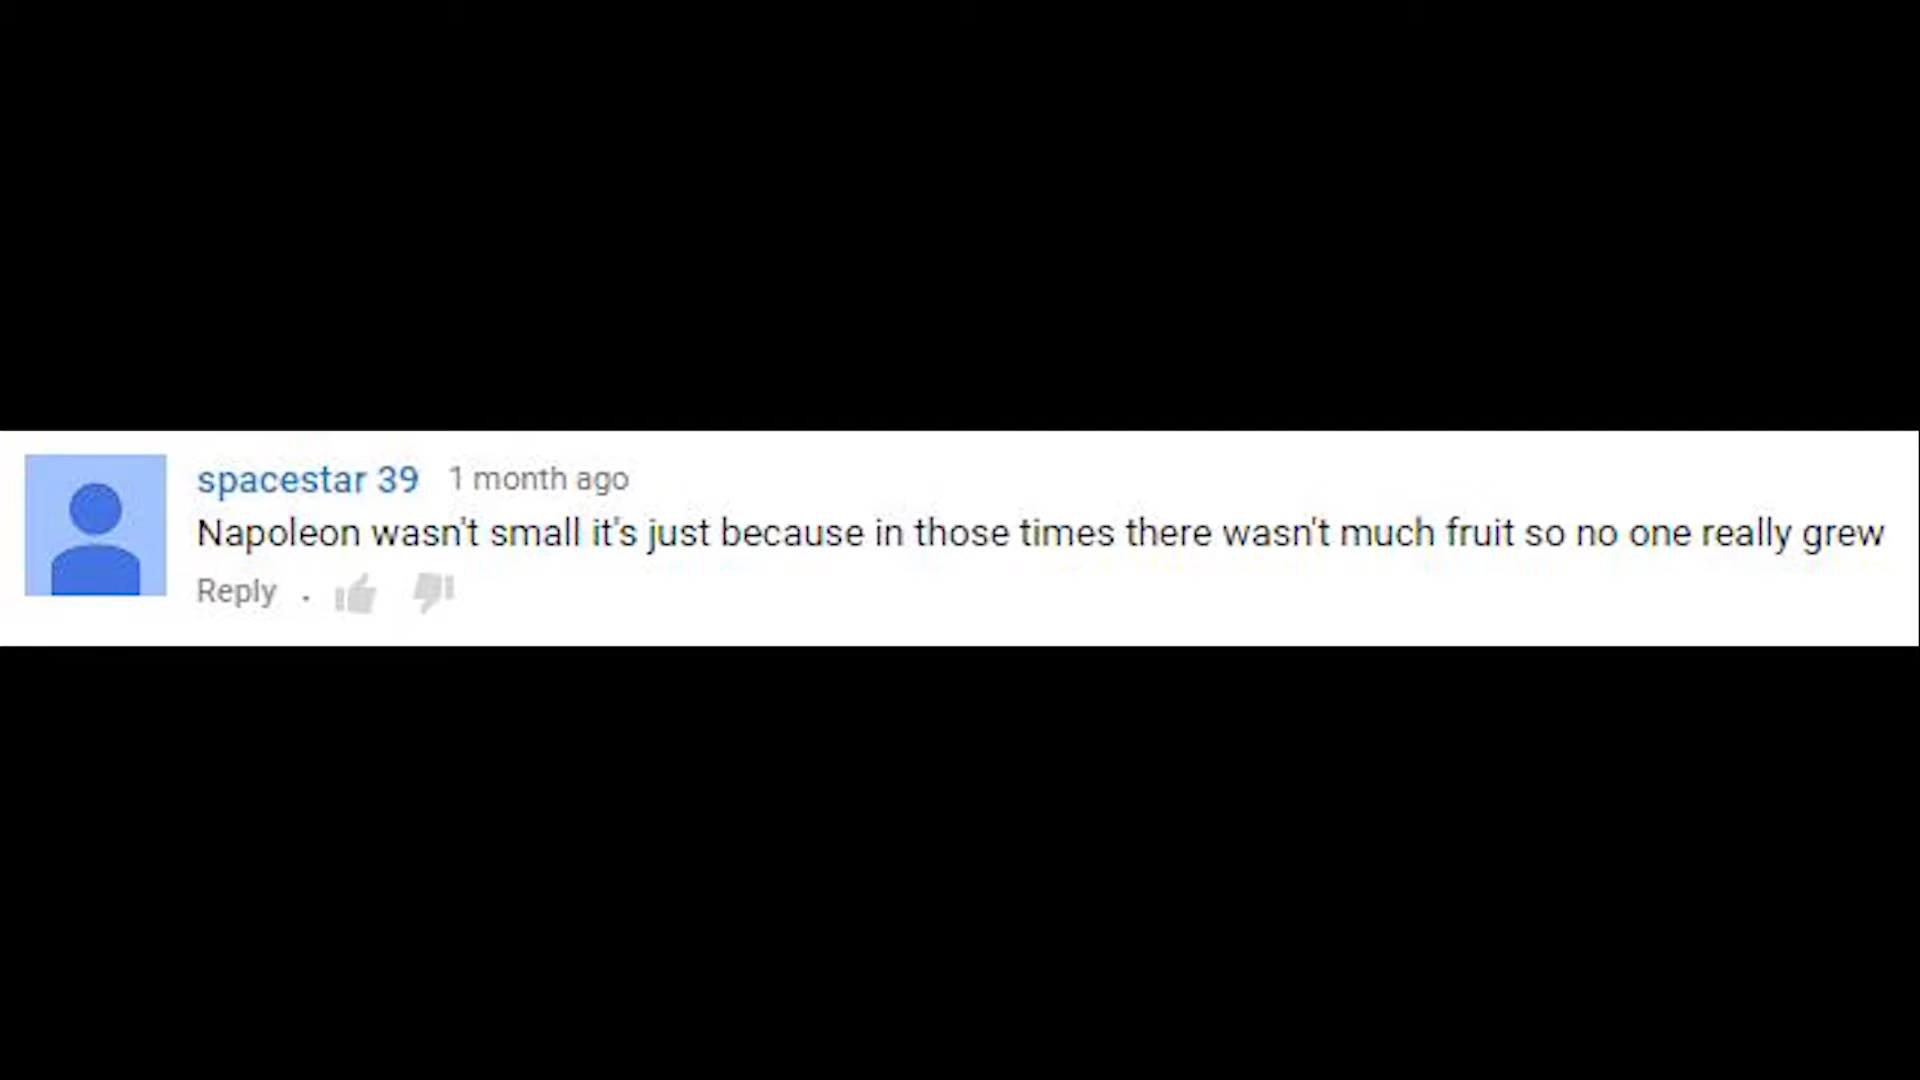 spacestar 39 1 month ago
Napoleon wasn't small it's just because in those times there wasn't much fruit so no one really grew
Reply .